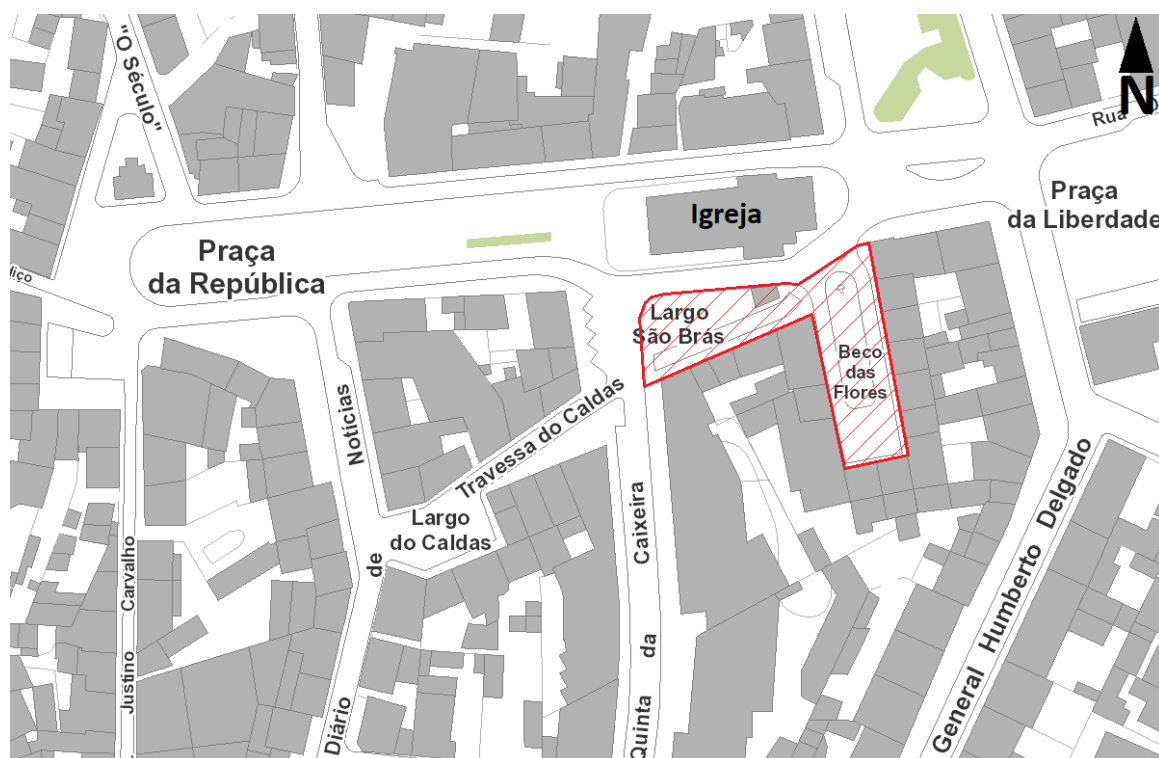 "O Século"
N
Rua D
Praça
da Liberdade
Igreja
Praça
da República
Largo
São Brás
Beco
das
Flores
Travessa do Caldas
Largo
do Caldas
Diário de Notícias
Justino Carvalho
Quinta da Caixeira
General Humberto Delgado